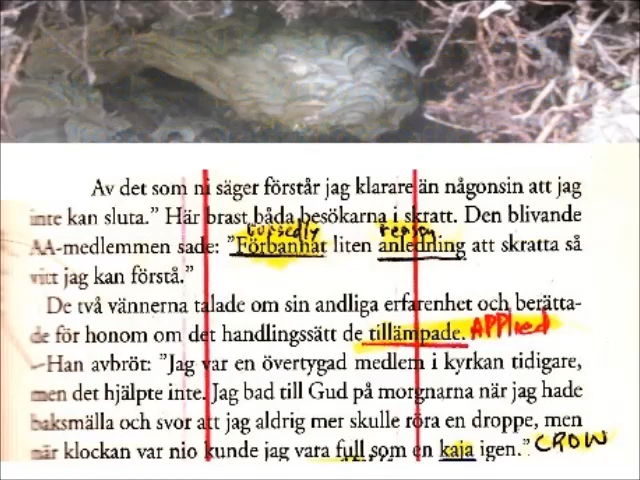 Av det som ni säger förstår jag klarare än någonsin att jag
inte kan sluta." Här brast båda besökarna i skratt. Den blivande
reason
AA-medlemmen sade: "Förbannat liten anledning att skratta så
vitt jag kan förstå."
De två vännerna talade om sin andliga erfarenhet och berätta-
de för honom om det handlingssätt de tillämpade. APPlied
Han avbröt: "Jag var en övertygad medlem i kyrkan tidigare,
men det hjälpte inte. Jag bad till Gud på morgnarna när jag hade
baksmälla och svor att jag aldrig mer skulle röra en droppe, men
när klockan var nio kunde jag vara full som en kaja igen." CROW